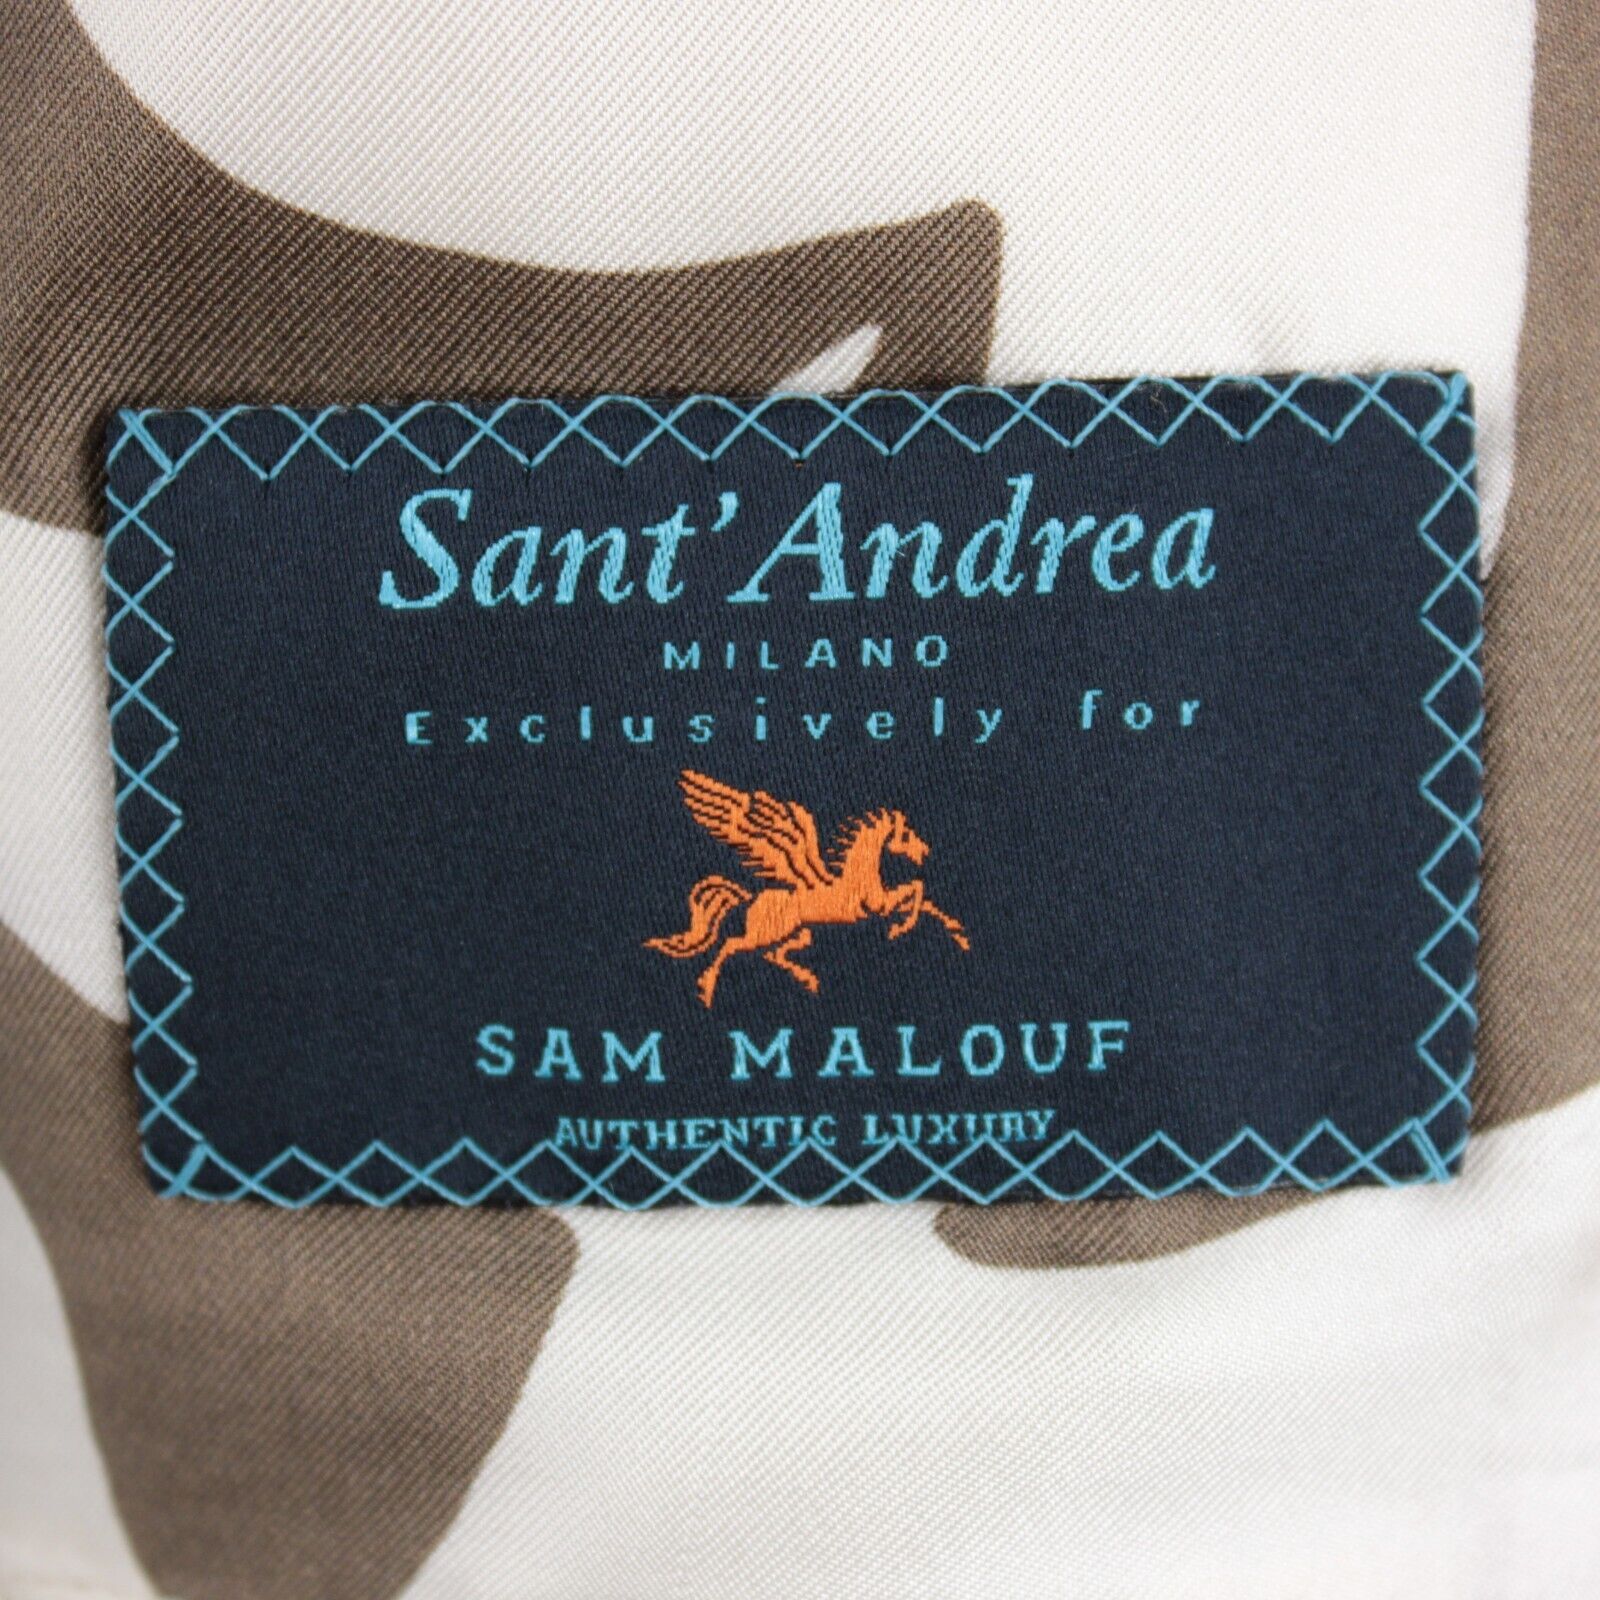 Sant'Andrea
MILANO
Exclusively for
SAM MALOUF
AUTHENTIC LUXURY